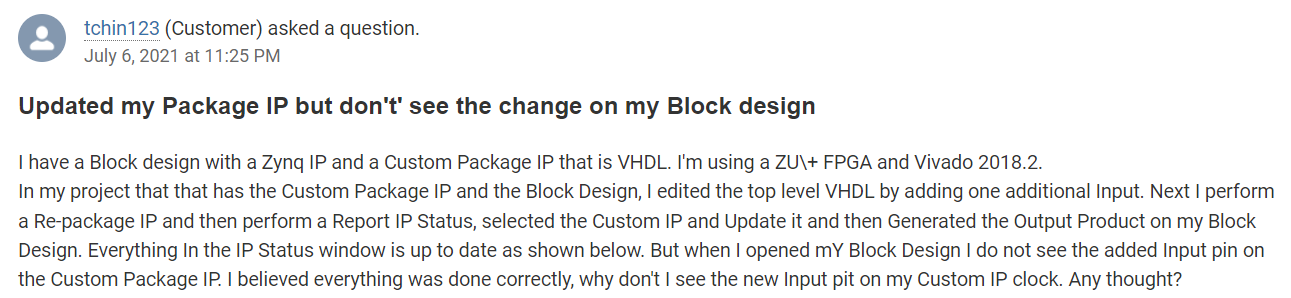 tchin123 (Customer) asked a question.
July 6, 2021 at 11:25 PM
Updated my Package IP but don't' see the change on my Block design
I have a Block design with a Zynq IP and a Custom Package IP that is VHDL. I'm using a ZU\+ FPGA and Vivado 2018.2.
In my project that that has the Custom Package IP and the Block Design, I edited the top level VHDL by adding one additional Input. Next I perform
a Re-package IP and then perform a Report IP Status, selected the Custom IP and Update it and then Generated the Output Product on my Block
Design. Everything In the IP Status window is up to date as shown below. But when I opened mY Block Design I do not see the added Input pin on
the Custom Package IP. I believed everything was done correctly, why don't I see the new Input pit on my Custom IP clock. Any thought?